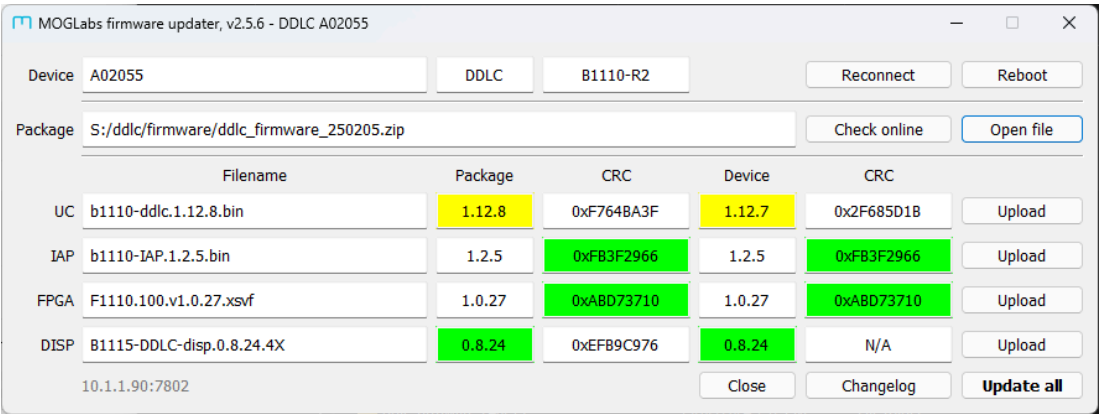 MOGLabs firmware updater, v2.5.6 - DDLC A02055
Device A02055 DDLC B1110-R2 Reconnect Reboot
Package S:/ddlc/firmware/ddlc_firmware_250205.zip Check online Open file
Filename Package CRC Device CRC
UC b1110-ddlc.1.12.8.bin 1.12.8 0xF764BA3F 1.12.7 0x2F685D1B Upload
IAP b1110-IAP.1.2.5.bin 1.2.5 0xFB3F2966 1.2.5 0xFB3F2966 Upload
FPGA F1110.100.v1.0.27.xsvf 1.0.27 0xABD73710 1.0.27 0xABD73710 Upload
DISP B1115-DDLC-disp.0.8.24.4X 0.8.24 0xEFB9C976 0.8.24 N/A Upload
10.1.1.90:7802 Close Changelog Update all